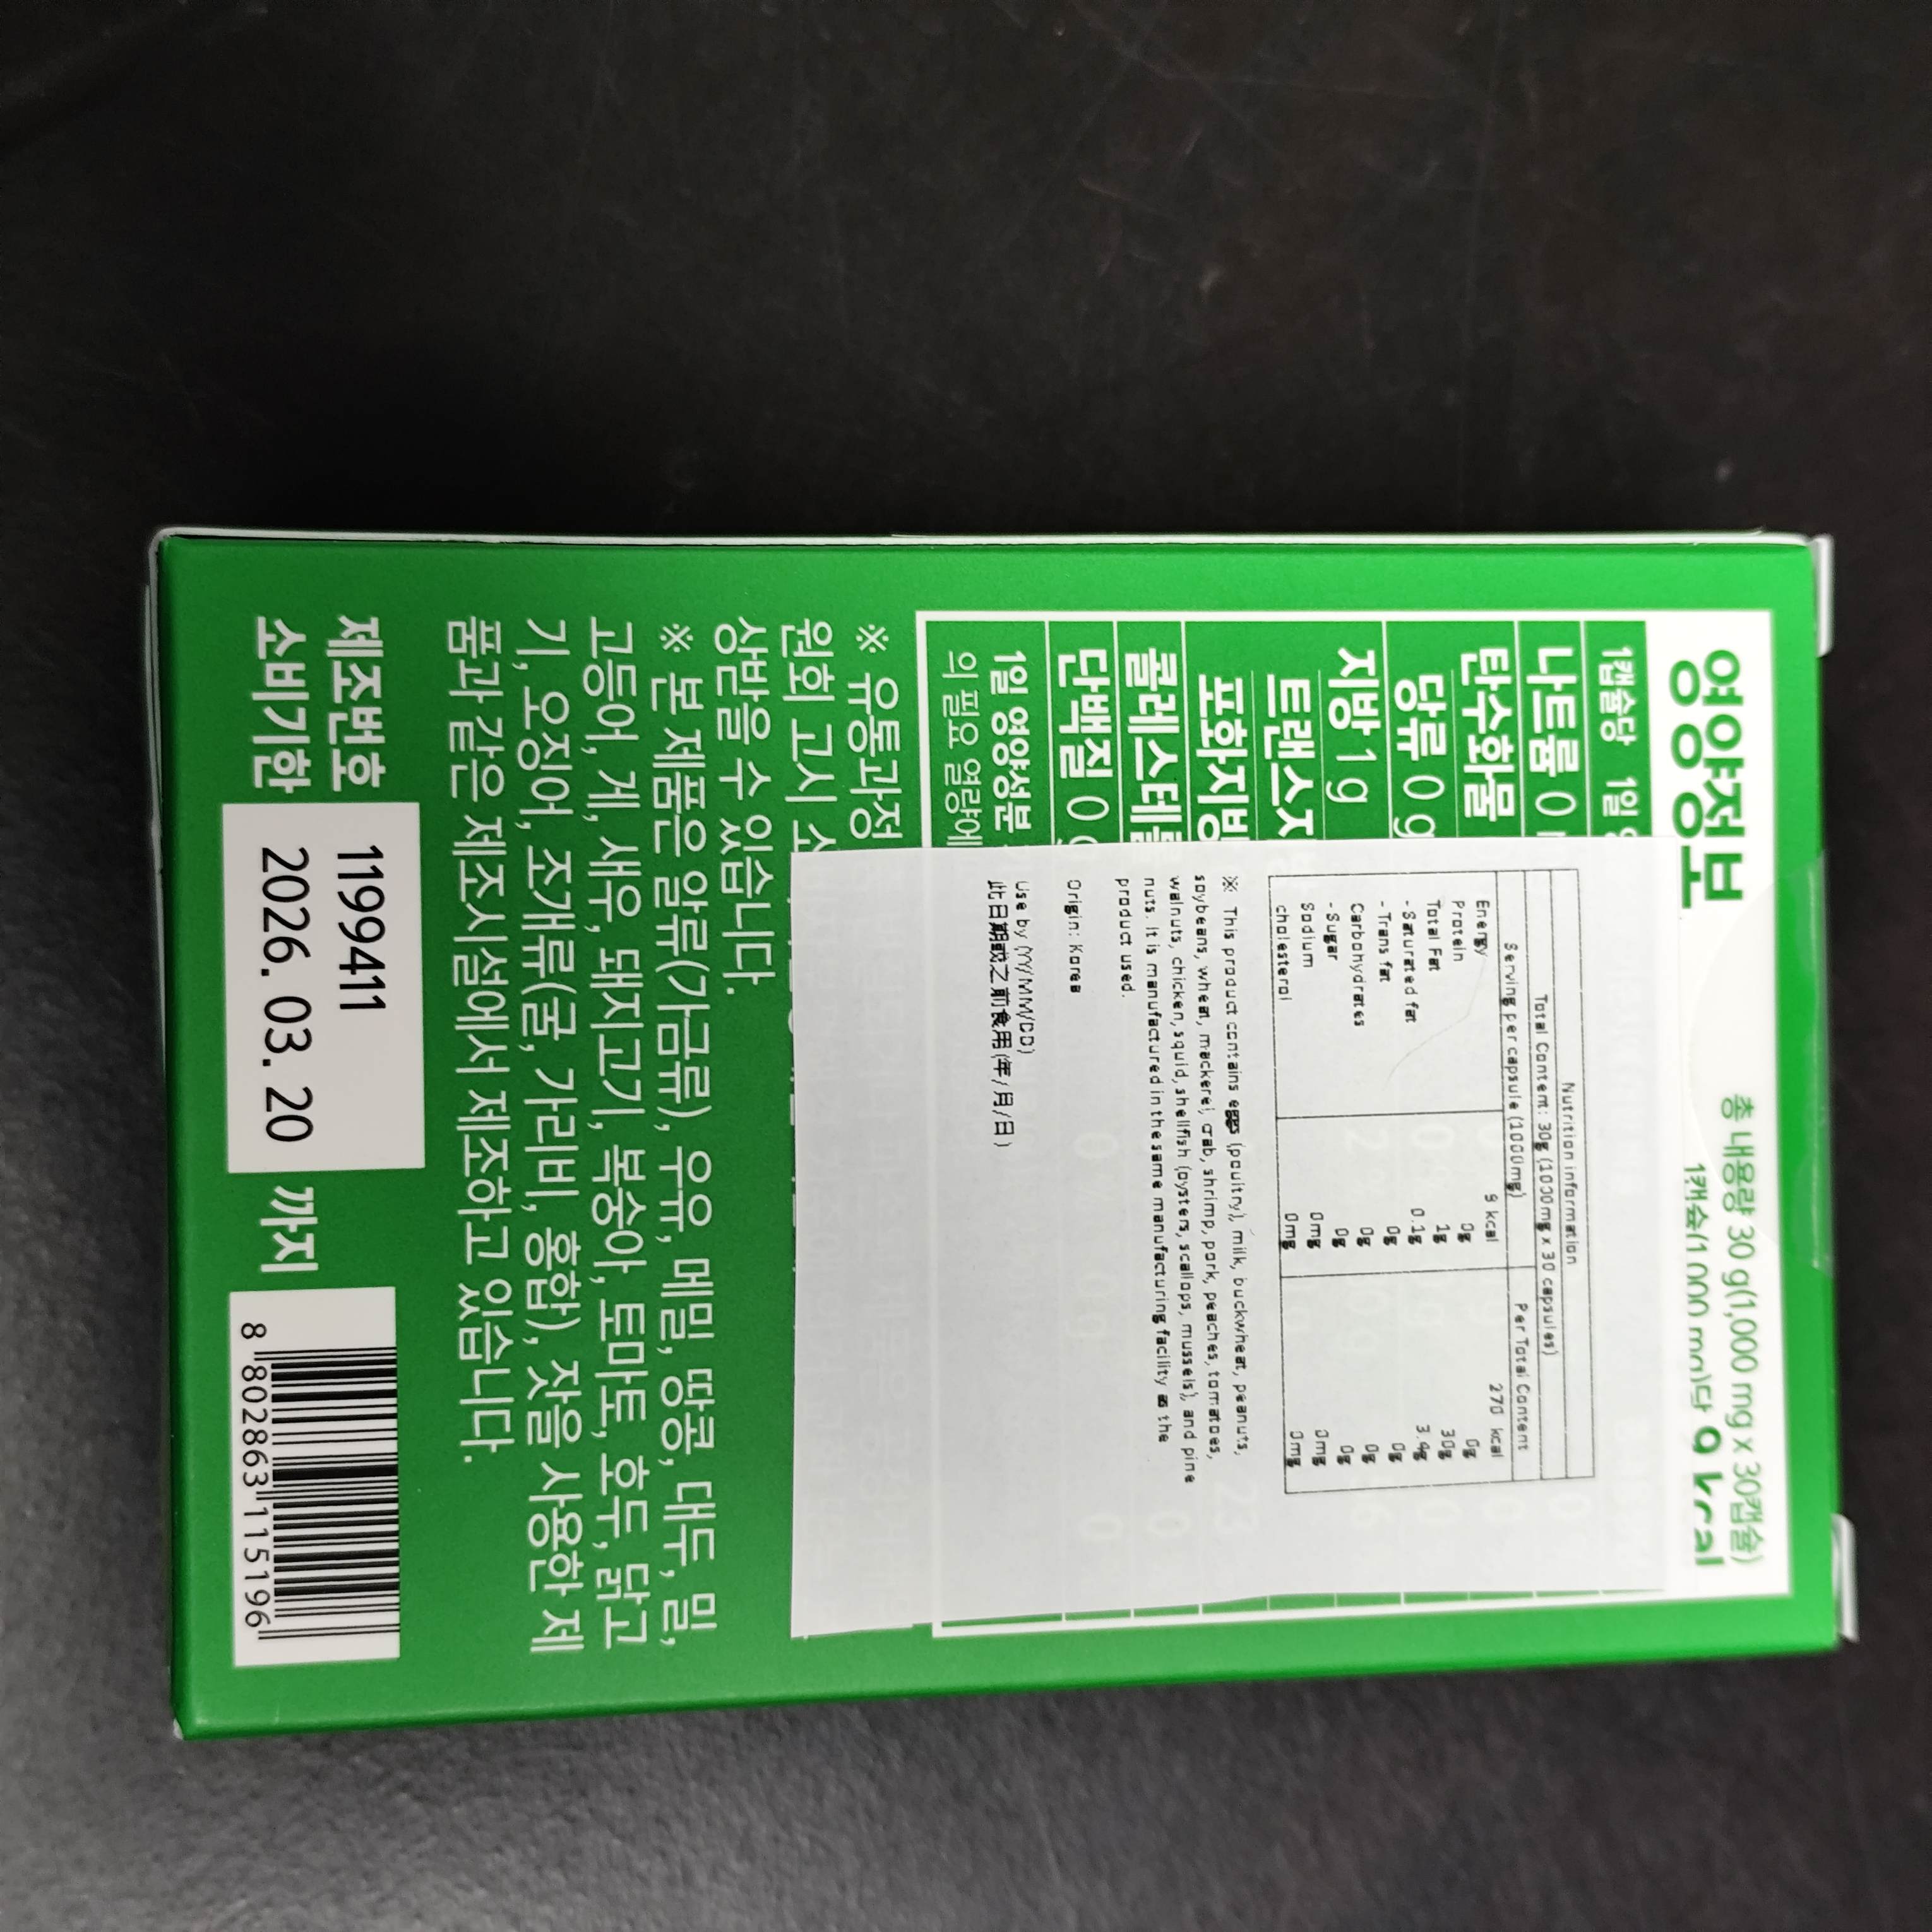 영양정보
총 내용량 30 g(1,000 mg x 30캡슐)
1캡슐(1,000 mg)당 9 kcal
1캡슐당 1일
나트륨 0
탄수화물
당류 0 g
지방 1 g
트랜스지
포화지방
콜레스테롤
단백질 0
1일 영양성분
의 필요 열량에
※ 유통과정
원회 고시 소
상받을 수 있습니다.
※ 본 제품은 알류(가금류), 우유, 메밀, 땅콩, 대두, 밀,
고등어, 게, 새우, 돼지고기, 복숭아, 토마토, 호두, 닭고
기, 오징어, 조개류(굴, 가리비, 홍합), 잣을 사용한 제
품과 같은 제조시설에서 제조하고 있습니다.
제조번호 1199411
소비기한 2026. 03. 20 까지
8 802863 115196
Nutrition information
Total Content: 30g (1000mg x 30 capsules)
Serving per capsule (1000mg) Per Total Content
Energy 9 kcal 270 kcal
Protein 0g 0g
Total Fat 1g 30g
- Saturated fat 0.1g 3.4g
- Trans fat 0g 0g
Carbohydrates 0g 0g
- Sugar 0g 0g
Sodium 0mg 0mg
cholesterol 0mg 0mg
※ This product contains eggs (poultry), milk, buckwheat, peanuts,
soybeans, wheat, mackerel, crab, shrimp, pork, peaches, tomatoes,
walnuts, chicken, squid, shellfish (oysters, scallops, mussels), and pine
nuts. It is manufactured in the same manufacturing facility as the
product used.
Origin: Korea
Use by (YY/MM/DD)
此日期或之前食用(年/月/日)